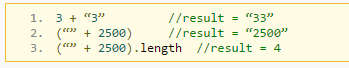 1. 3 + “3” //result = “33”
2. (“” + 2500) //result = “2500”
3. (“” + 2500).length //result = 4